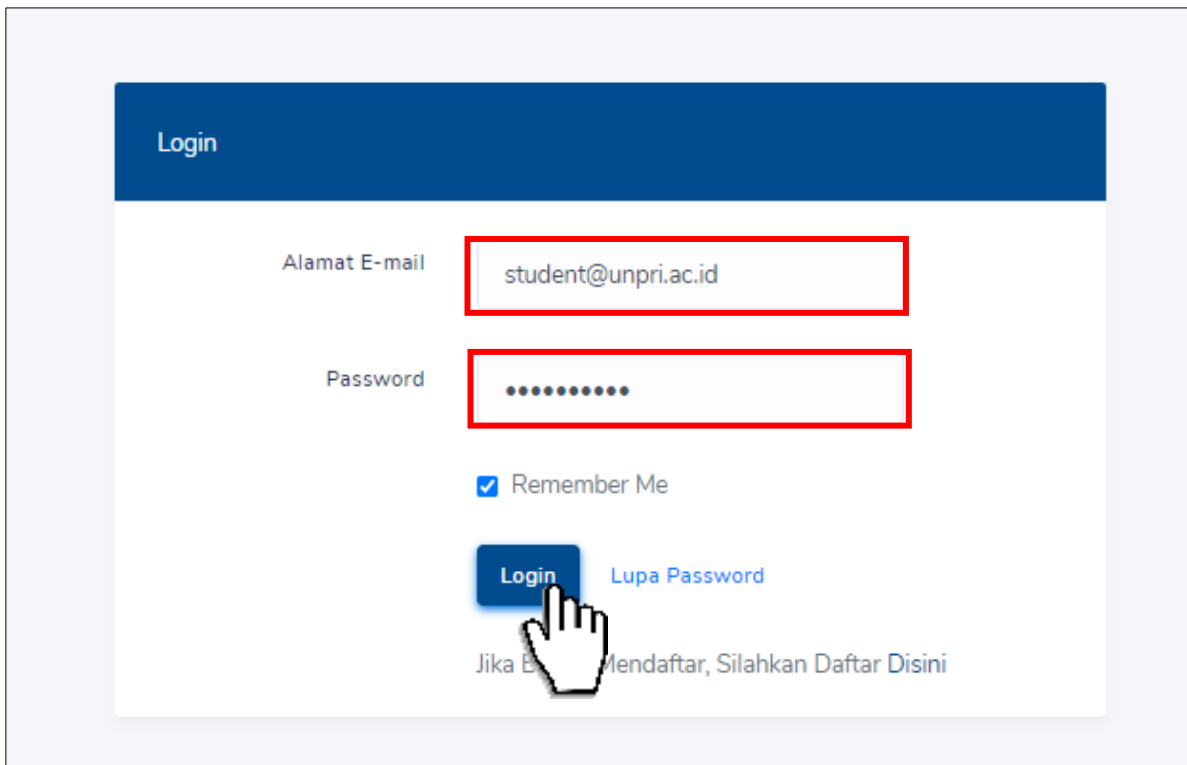 Login
Alamat E-mail
student@unpri.ac.id
Password
••••••••••
Remember Me
Login Lupa Password
Jika Mendaftar, Silahkan Daftar Disini